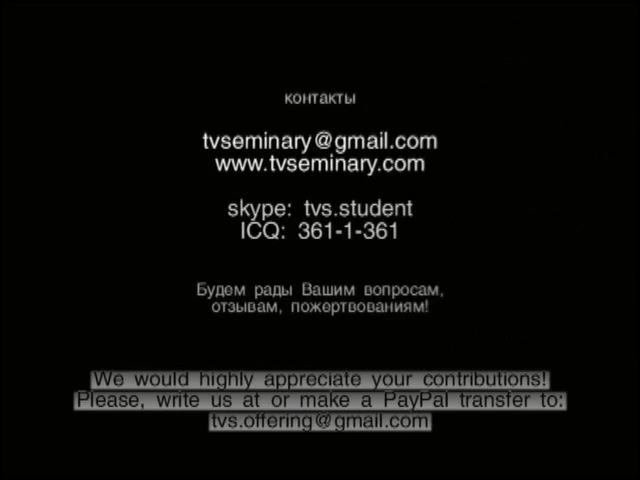 контакты
tvseminary@gmail.com
www.tvseminary.com
skype: tvs.student
ICQ: 361-1-361
Будем рады Вашим вопросам,
отзывам, пожертвованиям!
We would highly appreciate your contributions!
Please, write us at or make a PayPal transfer to:
tvs.offering@gmail.com